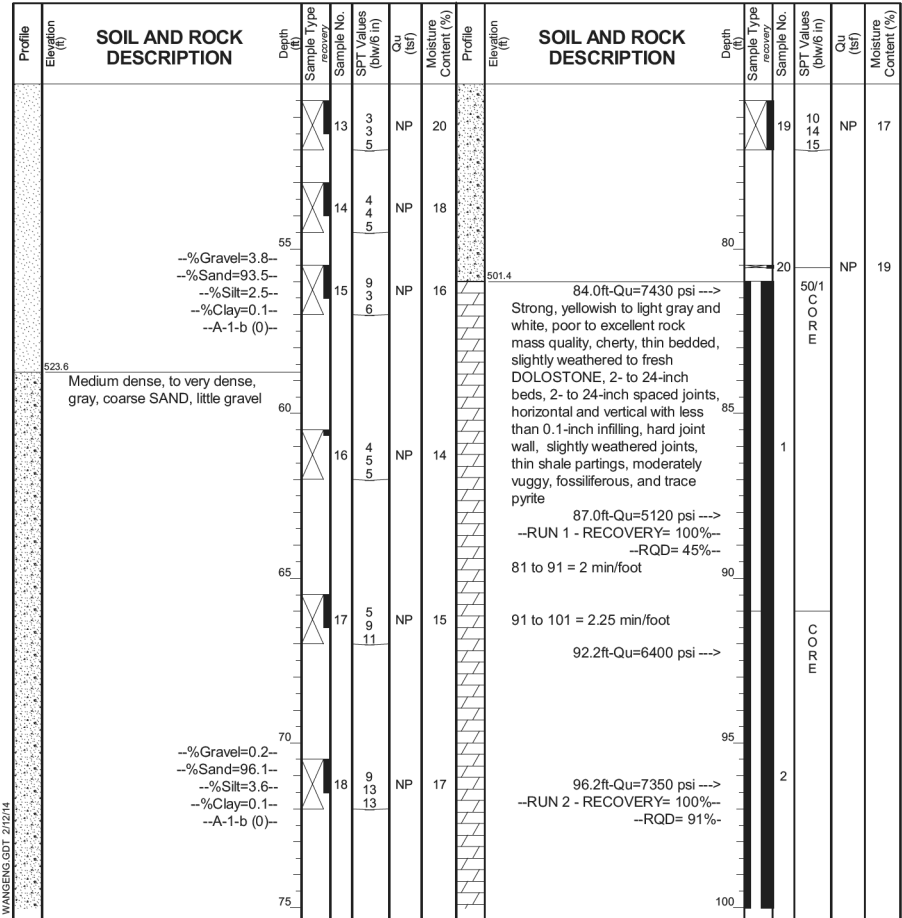 Profile
Elevation
(ft)
SOIL AND ROCK
DESCRIPTION
Depth
(ft)
Sample Type
recovery
Sample No.
SPT Values
(blw/6 in)
Qu
(tsf)
Moisture
Content (%)
13
3
3
5
NP
20
14
4
4
5
NP
18
55
--%Gravel=3.8--
--%Sand=93.5--
--%Silt=2.5--
--%Clay=0.1--
--A-1-b (0)--
15
9
3
6
NP
16
523.6
Medium dense, to very dense,
gray, coarse SAND, little gravel
60
16
4
5
5
NP
14
65
17
5
9
11
NP
15
70
--%Gravel=0.2--
--%Sand=96.1--
--%Silt=3.6--
--%Clay=0.1--
--A-1-b (0)--
18
9
13
13
NP
17
75
WANGENG.GDT 2/12/14
Profile
Elevation
(ft)
SOIL AND ROCK
DESCRIPTION
Depth
(ft)
Sample Type
recovery
Sample No.
SPT Values
(blw/6 in)
Qu
(tsf)
Moisture
Content (%)
19
10
14
15
NP
17
80
20
NP
19
501.4
50/1
84.0ft-Qu=7430 psi --->
Strong, yellowish to light gray and
white, poor to excellent rock
mass quality, cherty, thin bedded,
slightly weathered to fresh
DOLOSTONE, 2- to 24-inch
beds, 2- to 24-inch spaced joints,
horizontal and vertical with less
than 0.1-inch infilling, hard joint
wall, slightly weathered joints,
thin shale partings, moderately
vuggy, fossiliferous, and trace
pyrite
CORE
85
1
87.0ft-Qu=5120 psi --->
--RUN 1 - RECOVERY= 100%--
--RQD= 45%--
81 to 91 = 2 min/foot
90
91 to 101 = 2.25 min/foot
CORE
92.2ft-Qu=6400 psi --->
95
2
96.2ft-Qu=7350 psi --->
--RUN 2 - RECOVERY= 100%--
--RQD= 91%-
100